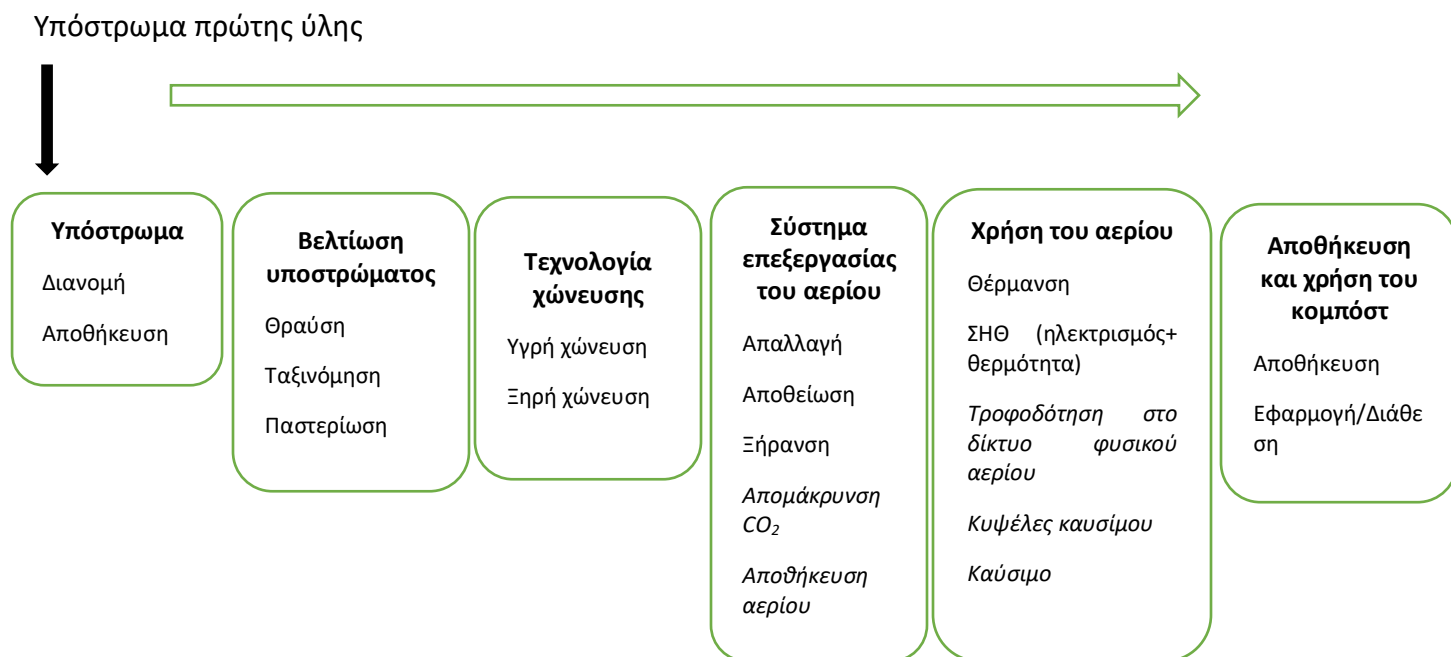 Υπόστρωμα πρώτης ύλης
Υπόστρωμα
Διανομή
Αποθήκευση
Βελτίωση
υποστρώματος
Θραύση
Ταξινόμηση
Παστερίωση
Τεχνολογία
χώνευσης
Υγρή χώνευση
Ξηρή χώνευση
Σύστημα
επεξεργασίας
του αερίου
Απαλλαγή
Αποθείωση
Ξήρανση
Απομάκρυνση
CO₂
Αποθήκευση
αερίου
Χρήση του αερίου
Θέρμανση
ΣΗΘ (ηλεκτρισμός+
θερμότητα)
Τροφοδότηση στο
δίκτυο φυσικού
αερίου
Κυψέλες καυσίμου
Καύσιμο
Αποθήκευση
και χρήση του
κομπόστ
Αποθήκευση
Εφαρμογή/Διάθε
ση